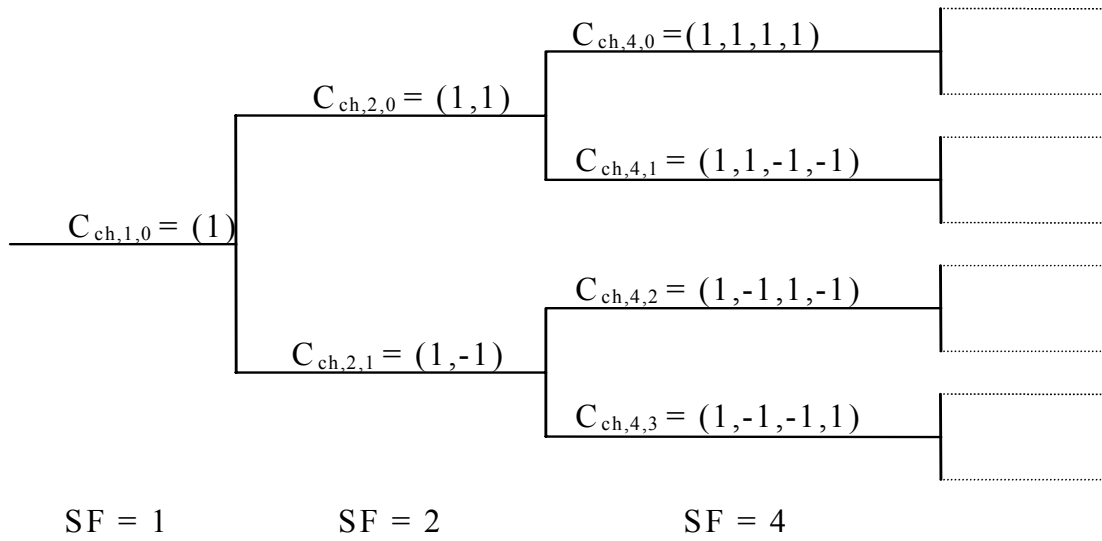 C ch,4,0 = (1,1,1,1)
C ch,2,0 = (1,1)
C ch,4,1 = (1,1,-1,-1)
C ch,1,0 = (1)
C ch,4,2 = (1,-1,1,-1)
C ch,2,1 = (1,-1)
C ch,4,3 = (1,-1,-1,1)
SF = 1 SF = 2 SF = 4